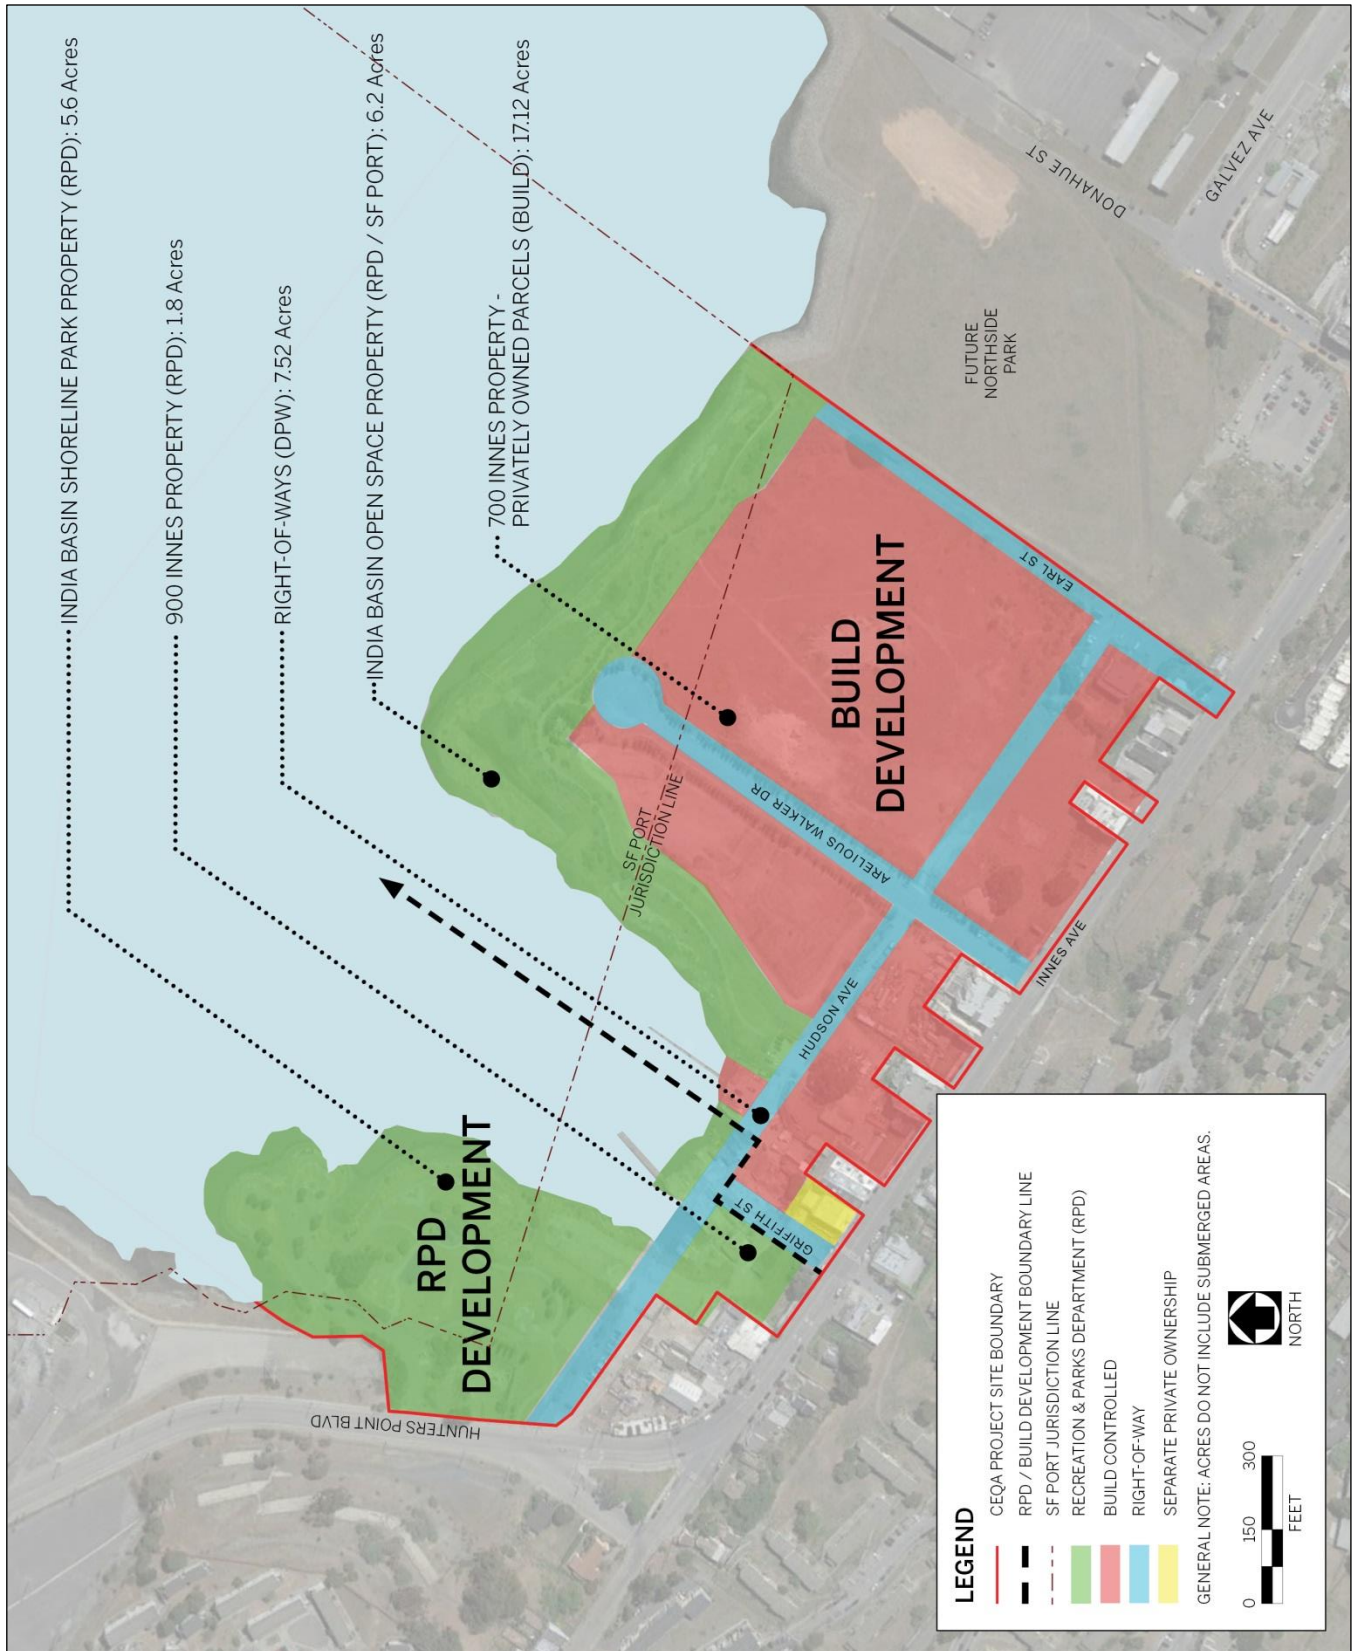 INDIA BASIN SHORELINE PARK PROPERTY (RPD): 5.6 Acres
900 INNES PROPERTY (RPD): 1.8 Acres
RIGHT-OF-WAYS (DPW): 7.52 Acres
INDIA BASIN OPEN SPACE PROPERTY (RPD / SF PORT): 6.2 Acres
700 INNES PROPERTY -
PRIVATELY OWNED PARCELS (BUILD): 17.12 Acres
RPD
DEVELOPMENT
HUNTERS POINT BLVD
SF PORT
JURISDICTION LINE
BUILD
DEVELOPMENT
ARELIOUS WALKER DR
HUDSON AVE
GRIFFITH ST
EARL ST
INNES AVE
FUTURE
NORTHSIDE
PARK
DONAHUE ST
GALVEZ AVE
LEGEND
CEQA PROJECT SITE BOUNDARY
RPD / BUILD DEVELOPMENT BOUNDARY LINE
SF PORT JURISDICTION LINE
RECREATION & PARKS DEPARTMENT (RPD)
BUILD CONTROLLED
RIGHT-OF-WAY
SEPARATE PRIVATE OWNERSHIP
GENERAL NOTE: ACRES DO NOT INCLUDE SUBMERGED AREAS.
0 150 300
FEET
NORTH